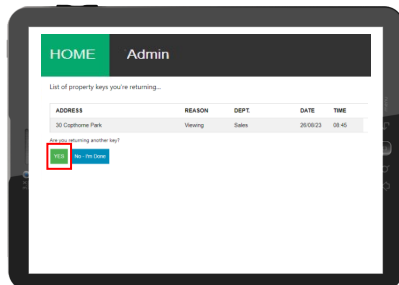 HOME Admin
List of property keys you're returning...
ADDRESS REASON DEPT. DATE TIME
30 Copthorne Park Viewing Sales 26/08/23 08:45
Are you returning another key?
YES No - I'm Done